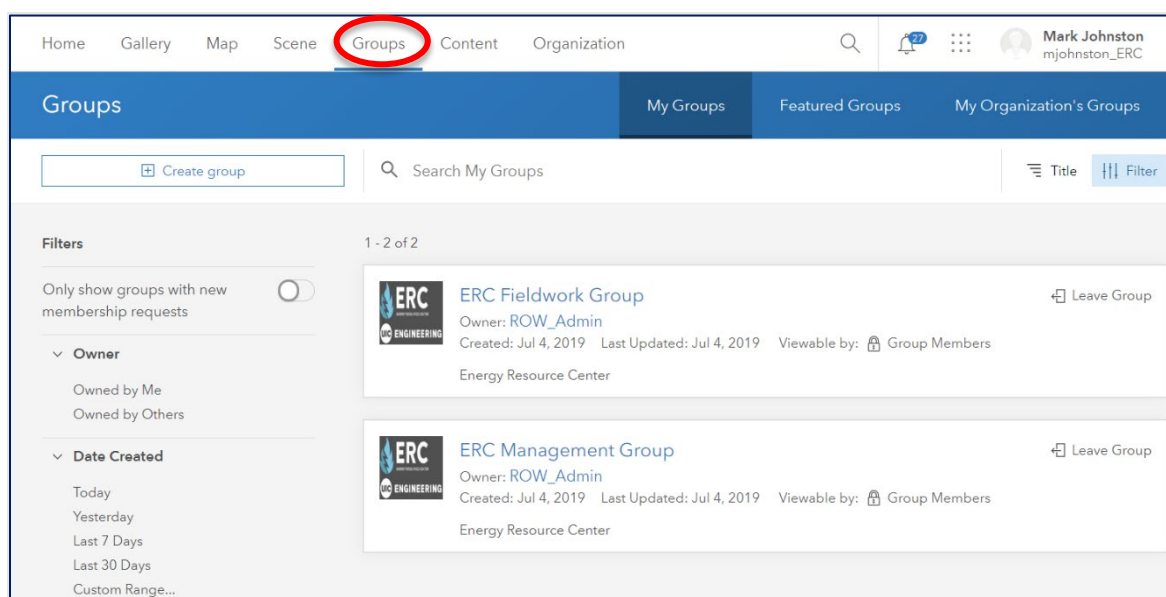 Home Gallery Map Scene Groups Content Organization 27 Mark Johnston
mjohnston_ERC
Groups My Groups Featured Groups My Organization's Groups
Create group Search My Groups Title Filter
Filters
1 - 2 of 2
Only show groups with new
membership requests
Owner
Owned by Me
Owned by Others
Date Created
Today
Yesterday
Last 7 Days
Last 30 Days
Custom Range...
ERC
UIC ENGINEERING
ERC Fieldwork Group
Leave Group
Owner: ROW_Admin
Created: Jul 4, 2019 Last Updated: Jul 4, 2019 Viewable by: Group Members
Energy Resource Center
ERC
UIC ENGINEERING
ERC Management Group
Leave Group
Owner: ROW_Admin
Created: Jul 4, 2019 Last Updated: Jul 4, 2019 Viewable by: Group Members
Energy Resource Center